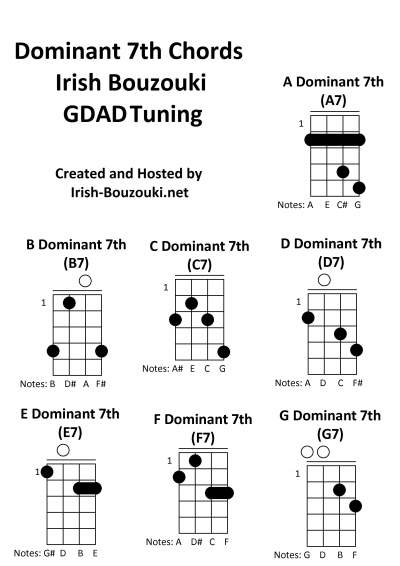 Dominant 7th Chords
Irish Bouzouki
GDAD Tuning
Created and Hosted by
Irish-Bouzouki.net
A Dominant 7th
(A7)
1
Notes: A E C# G
B Dominant 7th
(B7)
1
Notes: B D# A F#
C Dominant 7th
(C7)
1
Notes: A# E C G
D Dominant 7th
(D7)
1
Notes: A D C F#
E Dominant 7th
(E7)
1
Notes: G# D B E
F Dominant 7th
(F7)
1
Notes: A D# C F
G Dominant 7th
(G7)
1
Notes: G D B F